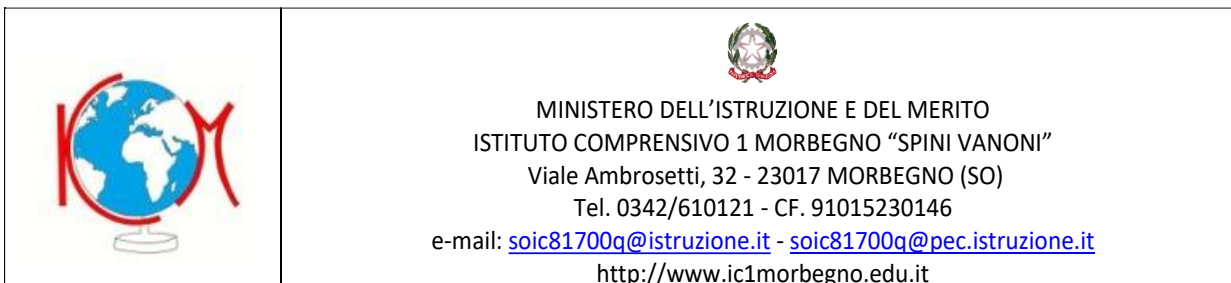 MINISTERO DELL’ISTRUZIONE E DEL MERITO
ISTITUTO COMPRENSIVO 1 MORBEGNO “SPINI VANONI”
Viale Ambrosetti, 32 - 23017 MORBEGNO (SO)
Tel. 0342/610121 - CF. 91015230146
e-mail: soic81700q@istruzione.it - soic81700q@pec.istruzione.it
http://www.ic1morbegno.edu.it